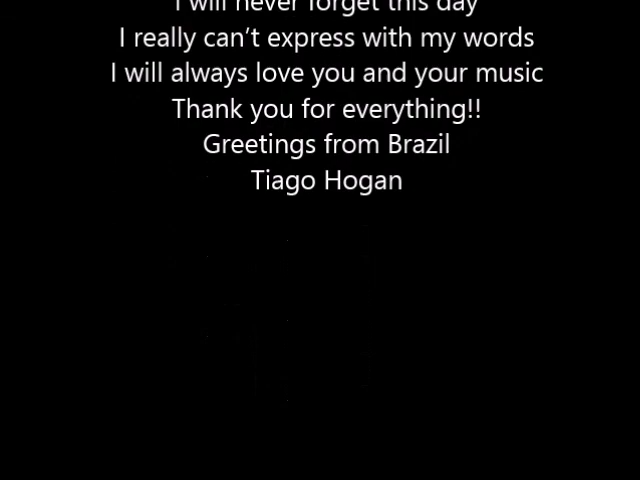 I will never forget this day
I really can't express with my words
I will always love you and your music
Thank you for everything!!
Greetings from Brazil
Tiago Hogan